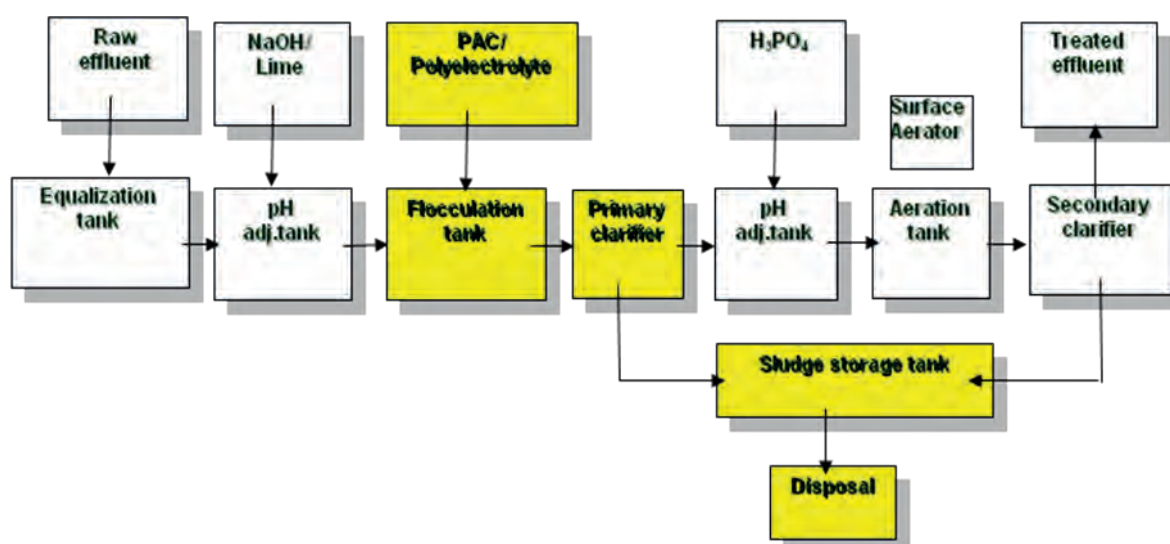 Raw
effluent
NaOH/
Lime
PAC/
Polyelectrolyte
H₃PO₄
Treated
effluent
Surface
Aerator
Equalization
tank
pH
adj.tank
Flocculation
tank
Primary
clarifier
pH
adj.tank
Aeration
tank
Secondary
clarifier
Sludge storage tank
Disposal